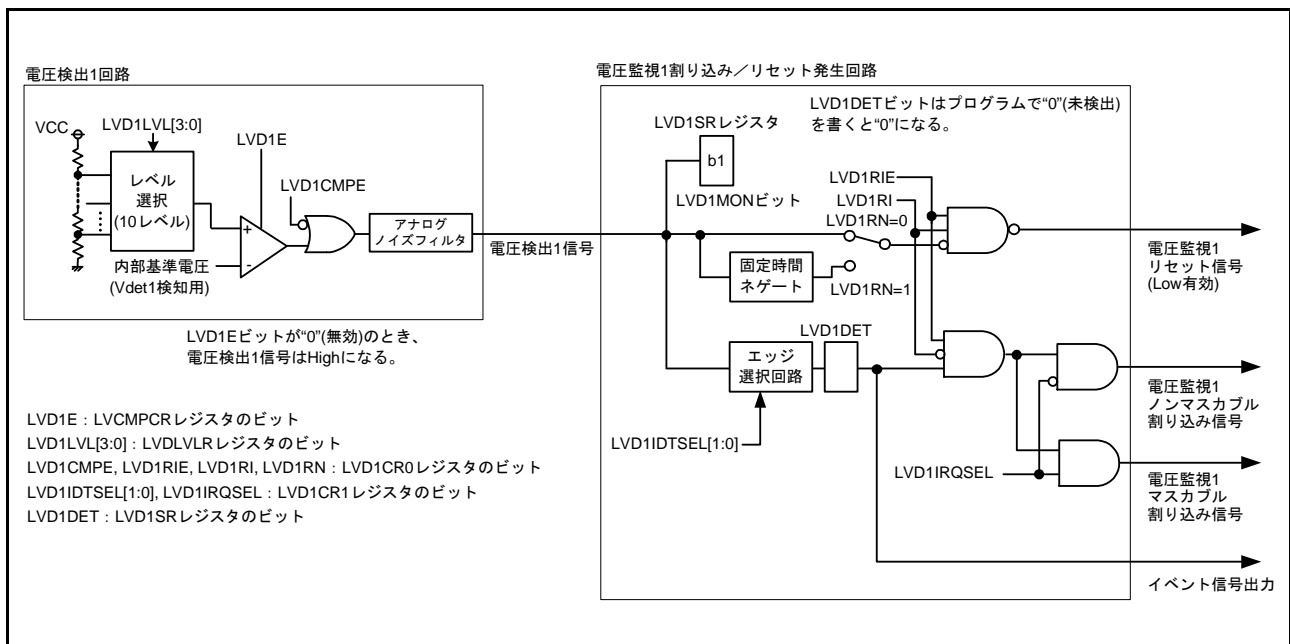 電圧検出1回路
VCC
LVD1LVL[3:0]
LVD1E
LVD1CMPE
レベル
選択
(10レベル)
+
-
アナログ
ノイズフィルタ
内部基準電圧
(Vdet1検知用)
LVD1Eビットが“0”(無効)のとき、
電圧検出1信号はHighになる。
電圧検出1信号
電圧監視1割り込み/リセット発生回路
LVD1DETビットはプログラムで“0”(未検出)
を書くと“0”になる。
LVD1SRレジスタ
b1
LVD1MONビット
LVD1RIE
LVD1RI
LVD1RN=0
固定時間
ネゲート
LVD1RN=1
LVD1DET
エッジ
選択回路
LVD1IDTSEL[1:0]
LVD1IRQSEL
電圧監視1
リセット信号
(Low有効)
電圧監視1
ノンマスカブル
割り込み信号
電圧監視1
マスカブル
割り込み信号
イベント信号出力
LVD1E:LVCMPCRレジスタのビット
LVD1LVL[3:0]:LVDLVLRレジスタのビット
LVD1CMPE, LVD1RIE, LVD1RI, LVD1RN:LVD1CR0レジスタのビット
LVD1IDTSEL[1:0], LVD1IRQSEL:LVD1CR1レジスタのビット
LVD1DET:LVD1SRレジスタのビット